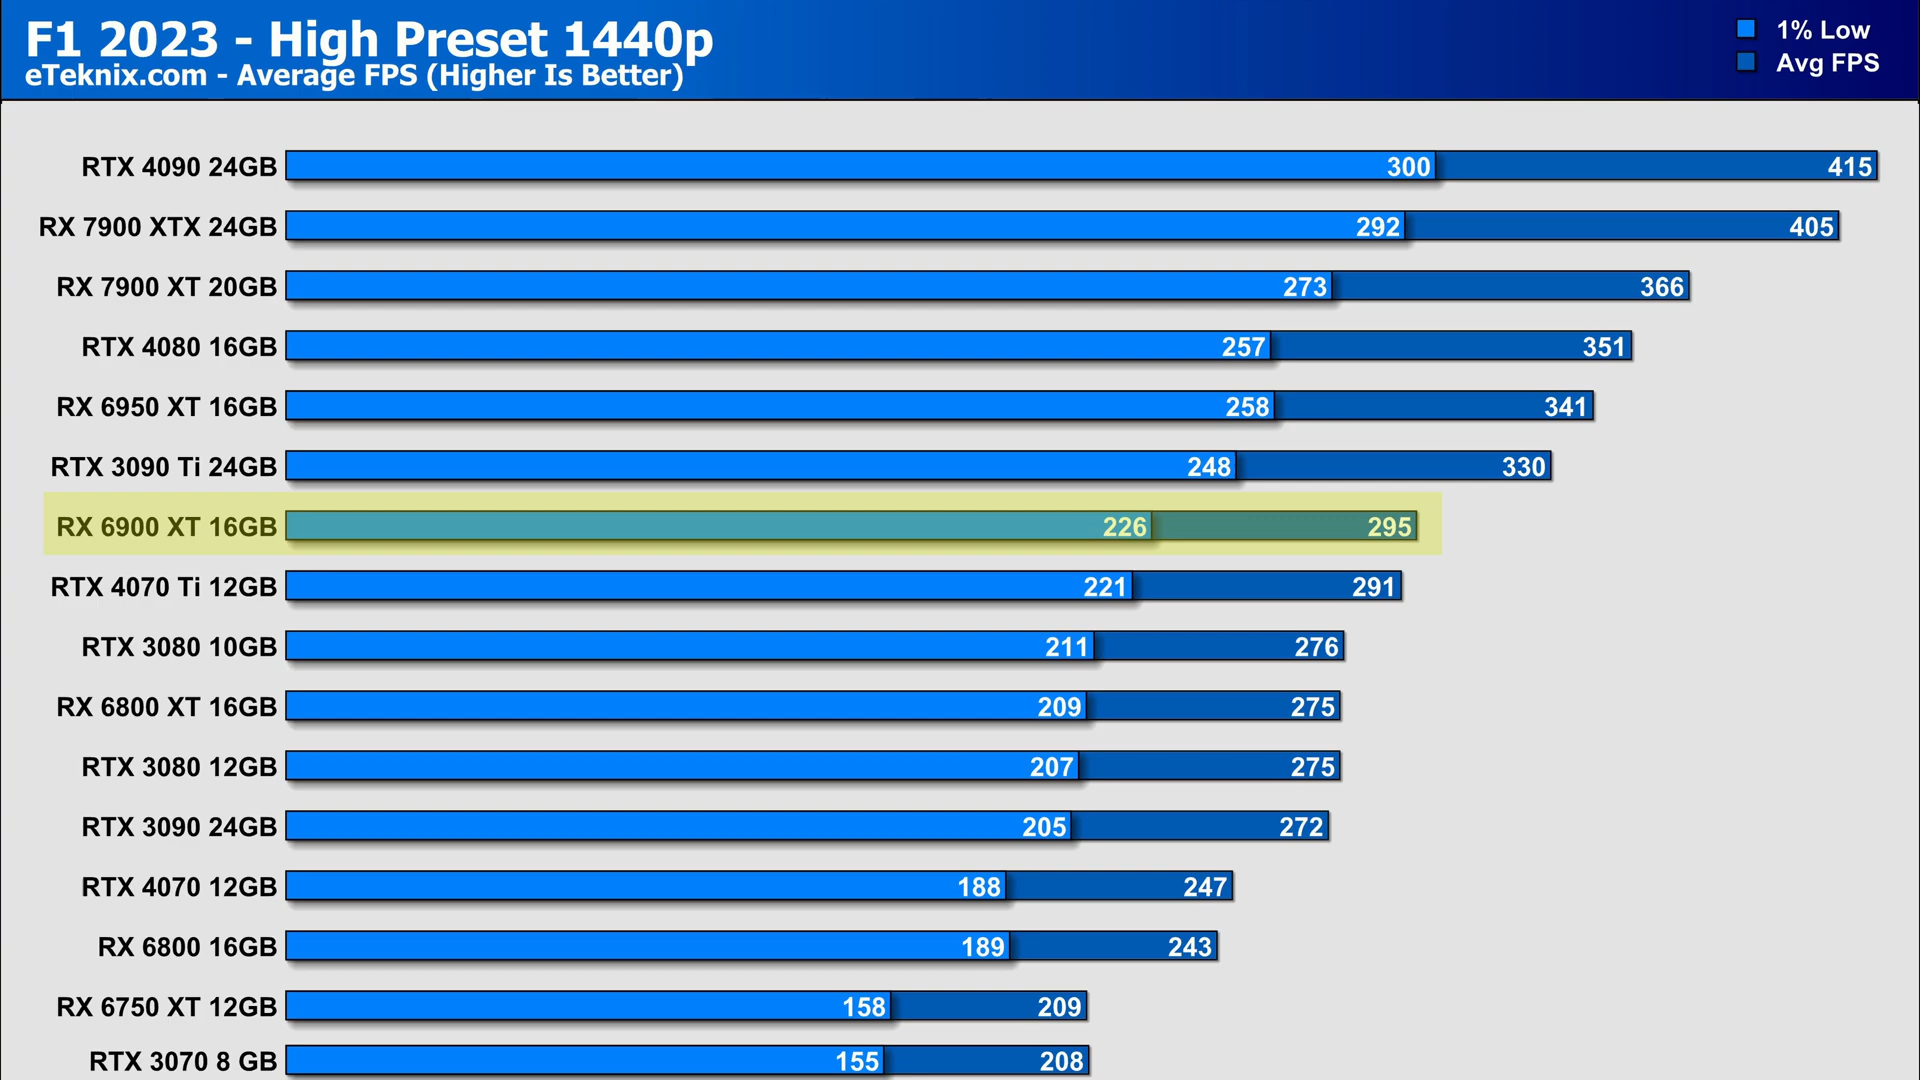 F1 2023 - High Preset 1440p
eTeknix.com - Average FPS (Higher Is Better)
1% Low
Avg FPS
RTX 4090 24GB 300 415
RX 7900 XTX 24GB 292 405
RX 7900 XT 20GB 273 366
RTX 4080 16GB 257 351
RX 6950 XT 16GB 258 341
RTX 3090 Ti 24GB 248 330
RX 6900 XT 16GB 226 295
RTX 4070 Ti 12GB 221 291
RTX 3080 10GB 211 276
RX 6800 XT 16GB 209 275
RTX 3080 12GB 207 275
RTX 3090 24GB 205 272
RTX 4070 12GB 188 247
RX 6800 16GB 189 243
RX 6750 XT 12GB 158 209
RTX 3070 8 GB 155 208